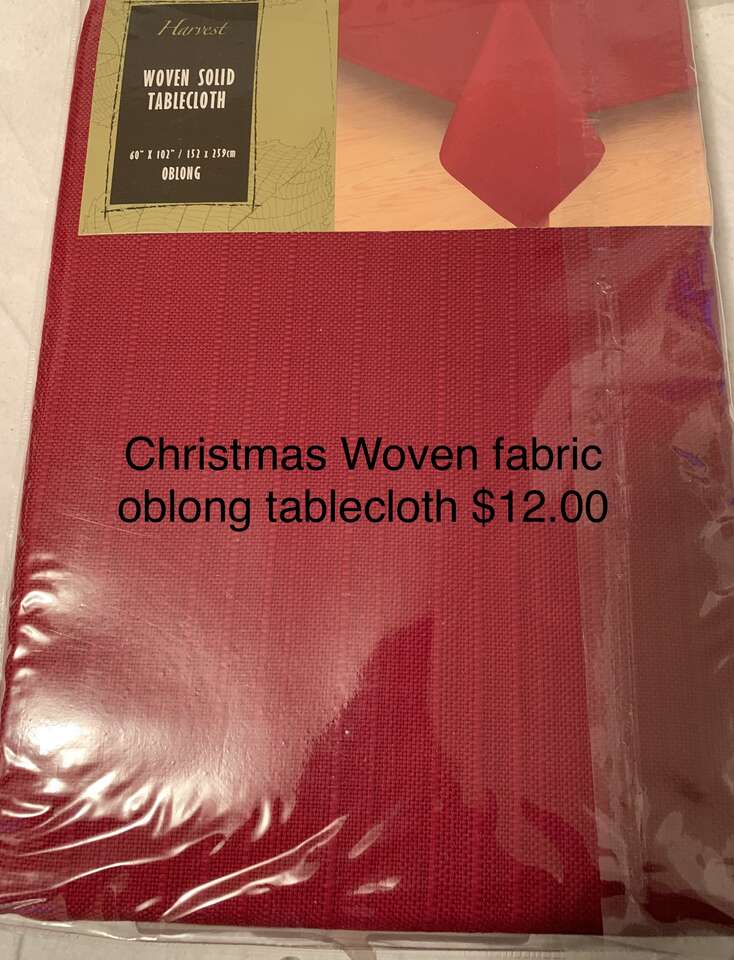 Harvest
WOVEN SOLID
TABLECLOTH
60" X 102" / 152 x 259cm
OBLONG
Christmas Woven fabric
oblong tablecloth $12.00